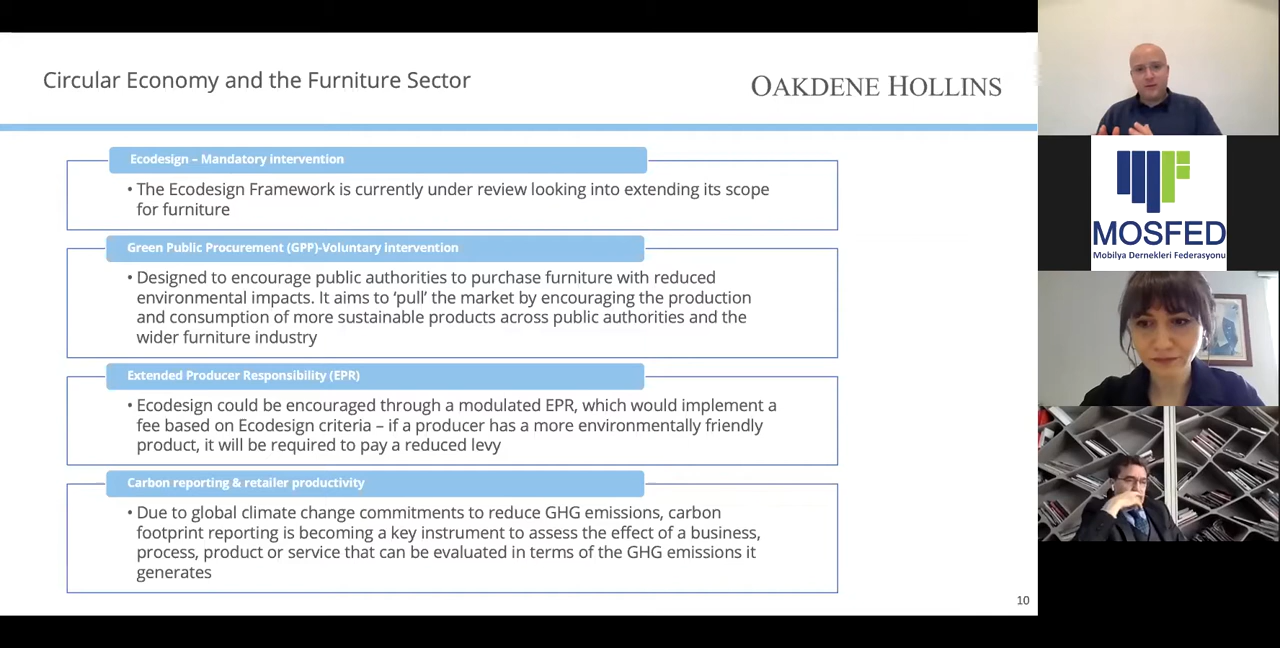 Circular Economy and the Furniture Sector
OAKDENE HOLLINS
Ecodesign – Mandatory intervention
• The Ecodesign Framework is currently under review looking into extending its scope
for furniture
Green Public Procurement (GPP)-Voluntary intervention
• Designed to encourage public authorities to purchase furniture with reduced
environmental impacts. It aims to ‘pull’ the market by encouraging the production
and consumption of more sustainable products across public authorities and the
wider furniture industry
Extended Producer Responsibility (EPR)
• Ecodesign could be encouraged through a modulated EPR, which would implement a
fee based on Ecodesign criteria – if a producer has a more environmentally friendly
product, it will be required to pay a reduced levy
Carbon reporting & retailer productivity
• Due to global climate change commitments to reduce GHG emissions, carbon
footprint reporting is becoming a key instrument to assess the effect of a business,
process, product or service that can be evaluated in terms of the GHG emissions it
generates
10
MOSFED
Mobilya Dernekleri Federasyonu